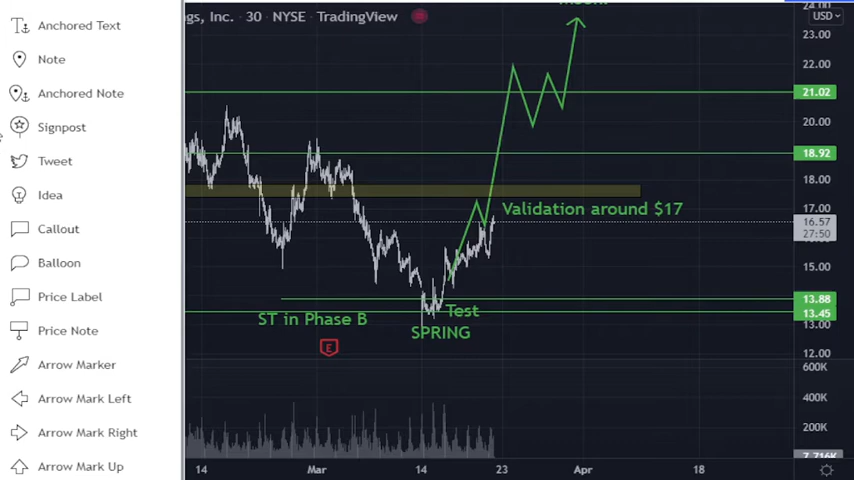 Anchored Text
Note
Anchored Note
Signpost
Tweet
Idea
Callout
Balloon
Price Label
Price Note
Arrow Marker
Arrow Mark Left
Arrow Mark Right
Arrow Mark Up
gs, Inc. · 30 · NYSE · TradingView
USD
24.00
23.00
22.00
21.02
20.00
18.92
18.00
17.00
16.57
27:50
15.00
13.88
13.45
13.00
12.00
600K
400K
200K
7.716K
Validation around $17
Test
ST in Phase B
SPRING
E
14
Mar
14
23
Apr
18